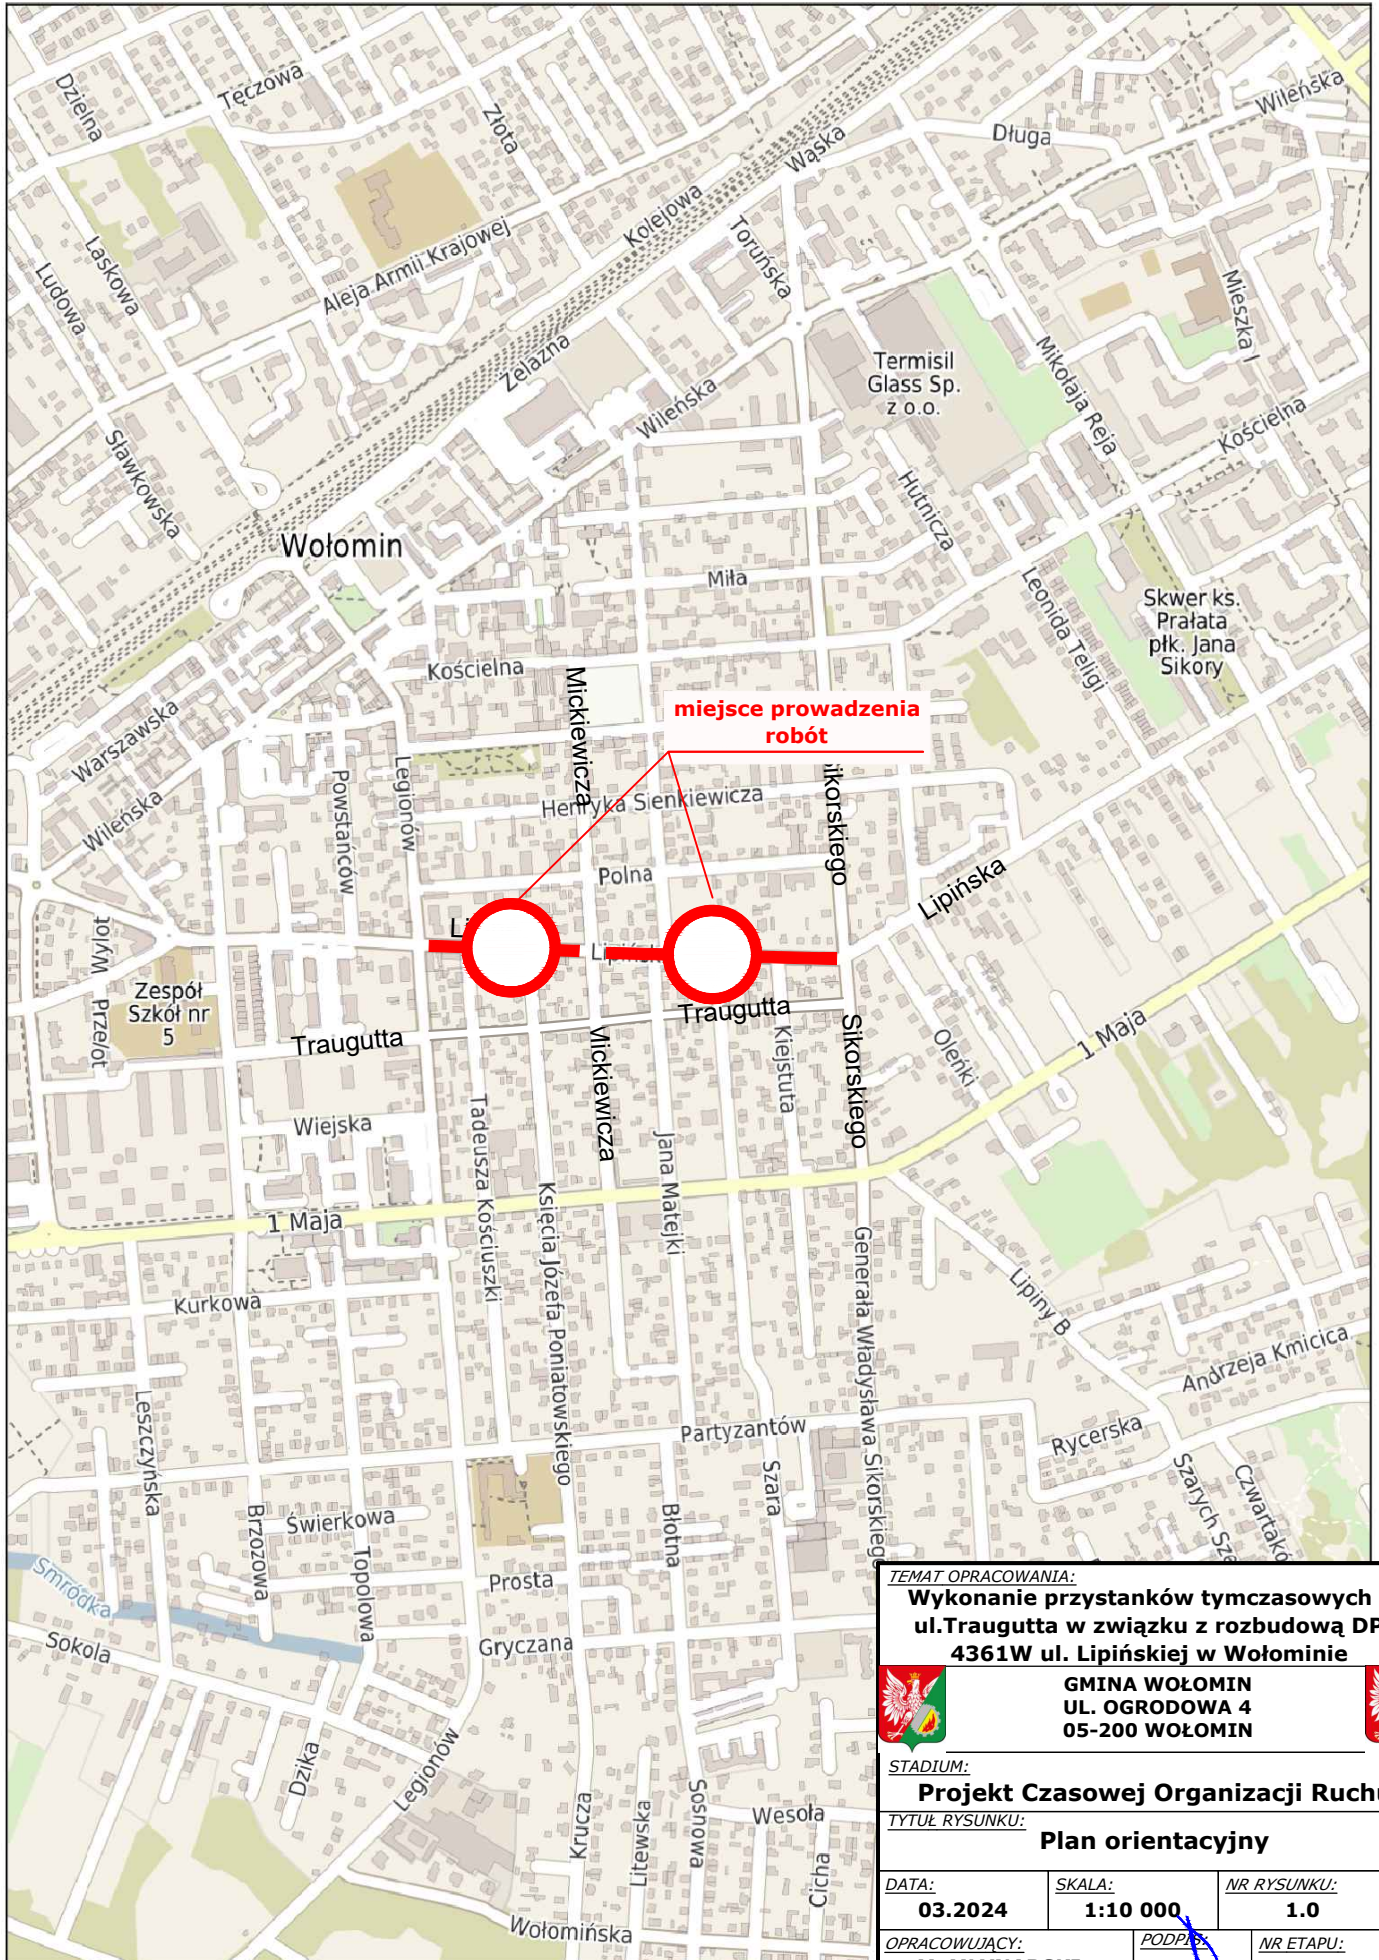 Dzielna
Tęczowa
Złota
Wąska
Długa
Wileńska
Laskowa
Ludowa
Aleja Armii Krajowej
Kolejowa
Toruńska
Mieszka I
Żelazna
Termisil
Glass Sp.
z o.o.
Mikołaja Reja
Wileńska
Kościelna
Sławkowska
Hutnicza
Wołomin
Miła
Leonida Teligi
Skwer ks.
Prałata
płk. Jana
Sikory
Kościelna
Mickiewicza
miejsce prowadzenia
robót
Warszawska
Wileńska
Powstańców
Legionów
Henryka Sienkiewicza
ikorskiego
Polna
Lipińska
Wylot
Przelot
Zespół
Szkół nr
5
Traugutta
Traugutta
Mickiewicza
Kiejstuta
Sikorskiego
Oleńki
1 Maja
Wiejska
Tadeusza Kościuszki
Księcia Józefa Poniatowskiego
Jana Matejki
1 Maja
Generała Władysława Sikorskiego
Lipiny B
Kurkowa
Andrzeja Kmicica
Leszczyńska
Partyzantów
Rycerska
Szara
Szarych Sze
Czwartakó
Brzozowa
Świerkowa
Topolowa
Błotna
Smródka
Prosta
Sokola
Gryczana
Dzika
Legionów
Krucza
Litewska
Sosnowa
Wesoła
Cicha
Wołomińska
TEMAT OPRACOWANIA:
Wykonanie przystanków tymczasowych
ul.Traugutta w związku z rozbudową DP
4361W ul. Lipińskiej w Wołominie
GMINA WOŁOMIN
UL. OGRODOWA 4
05-200 WOŁOMIN
STADIUM:
Projekt Czasowej Organizacji Ruchu
TYTUŁ RYSUNKU:
Plan orientacyjny
DATA:
SKALA:
NR RYSUNKU:
03.2024
1:10 000
1.0
OPRACOWUJĄCY:
PODPIS:
NR ETAPU: